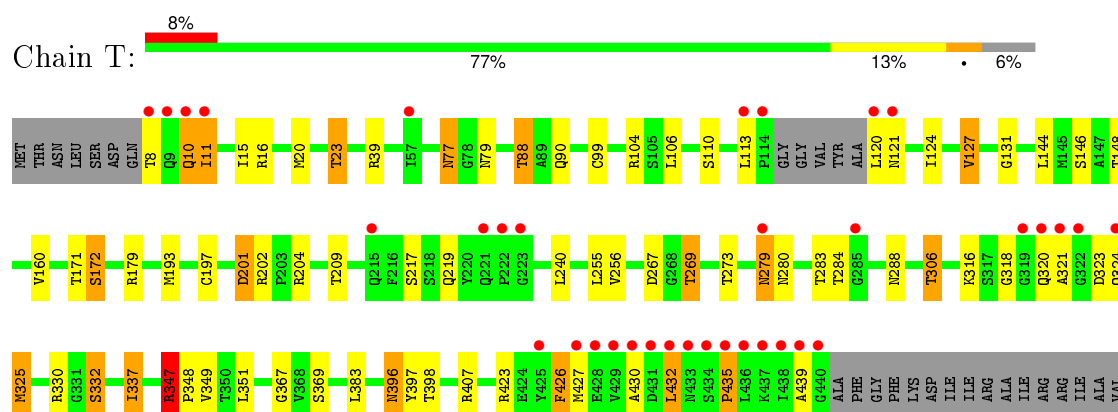 8%
Chain T:
77% 13% • 6%
MET THR ASN LEU SER ASP GLN T8 Q9 Q10 I11 I15 R16 M20 T23 R39 I57 N77 G78 N79 T88 A89 Q90 C99 R104 S105 L106 S110 L113 P114 GLY GLY VAL TYR ALA L120 N121 I124 V127 G131 L144 M145 S146 A147 T148
V160 T171 S172 R179 M193 C197 D201 R202 P203 R204 T209 Q215 F216 S217 S218 Q219 Y220 Q221 P222 G223 L240 L255 V256 D267 G268 T269 T273 N279 N280 T283 T284 G285 N288 T306 K316 S317 G318 G319 Q320 A321 G322 D323
M325 R330 G331 S332 I337 R347 P348 V349 T350 L351 G367 V368 S369 L383 N396 Y397 T398 R407 R423 E424 Y425 F426 M427 E428 V429 A430 D431 L432 N433 S434 P435 L436 K437 I438 A439 G440 ALA PHE GLY PHE LYS ASP ILE ILE ARG ALA ILE ARG ARG ILE ALA